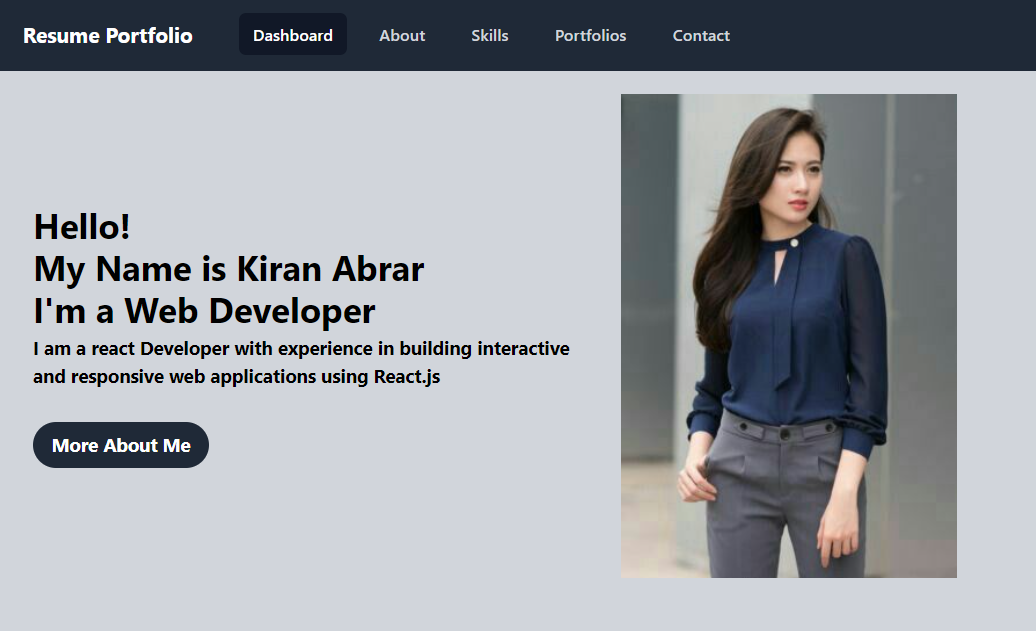 Resume Portfolio Dashboard About Skills Portfolios Contact
Hello!
My Name is Kiran Abrar
I'm a Web Developer
I am a react Developer with experience in building interactive
and responsive web applications using React.js
More About Me